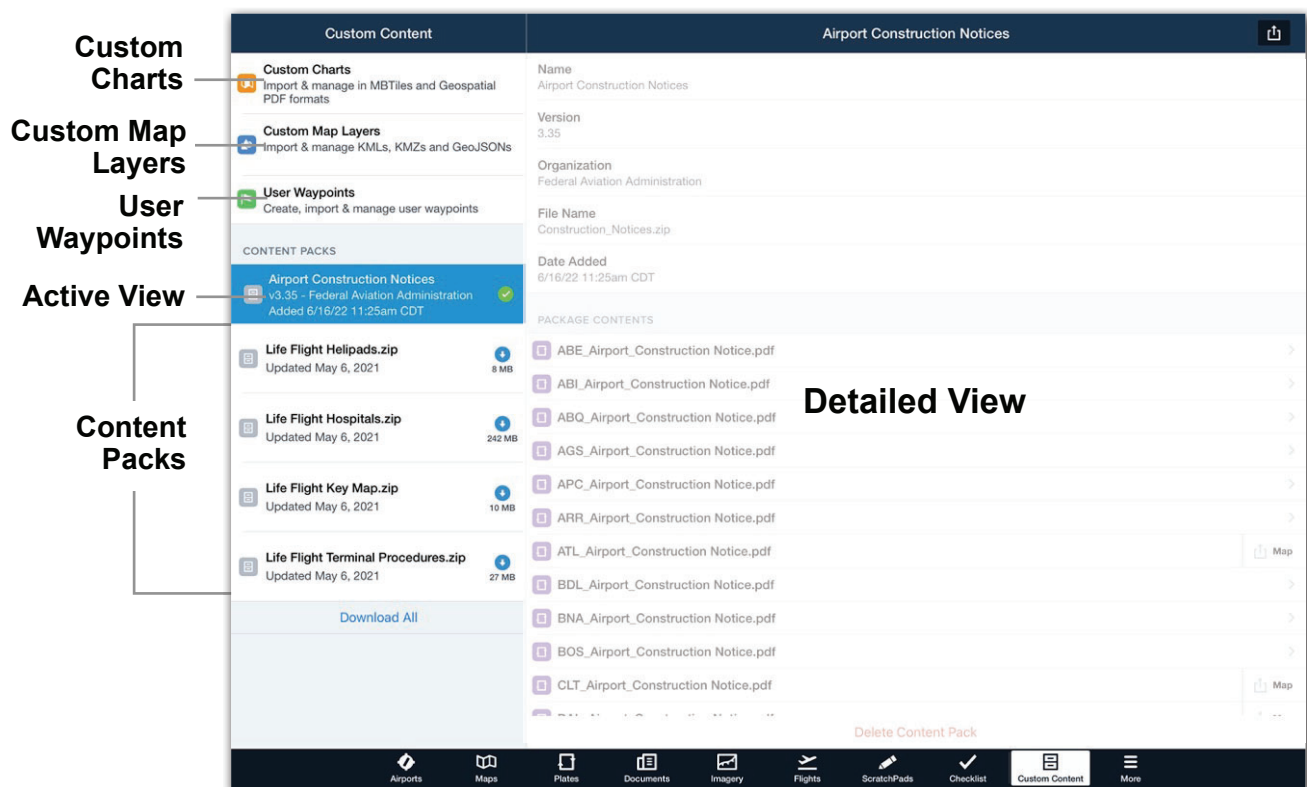 Custom
Charts
Custom Map
Layers
User
Waypoints
Active View
Content
Packs
Custom Content
Custom Charts
Import & manage in MBTiles and Geospatial
PDF formats
Custom Map Layers
Import & manage KMLs, KMZs and GeoJSONs
User Waypoints
Create, import & manage user waypoints
CONTENT PACKS
Airport Construction Notices
v3.35 - Federal Aviation Administration
Added 6/16/22 11:25am CDT
Life Flight Helipads.zip
Updated May 6, 2021
8 MB
Life Flight Hospitals.zip
Updated May 6, 2021
242 MB
Life Flight Key Map.zip
Updated May 6, 2021
10 MB
Life Flight Terminal Procedures.zip
Updated May 6, 2021
27 MB
Download All
Airport Construction Notices
Name
Airport Construction Notices
Version
3.35
Organization
Federal Aviation Administration
File Name
Construction_Notices.zip
Date Added
6/16/22 11:25am CDT
PACKAGE CONTENTS
ABE_Airport_Construction Notice.pdf
ABI_Airport_Construction Notice.pdf
Detailed View
ABQ_Airport_Construction Notice.pdf
AGS_Airport_Construction Notice.pdf
APC_Airport_Construction Notice.pdf
ARR_Airport_Construction Notice.pdf
ATL_Airport_Construction Notice.pdf Map
BDL_Airport_Construction Notice.pdf
BNA_Airport_Construction Notice.pdf
BOS_Airport_Construction Notice.pdf
CLT_Airport_Construction Notice.pdf Map
Delete Content Pack
Airports Maps Plates Documents Imagery Flights ScratchPads Checklist Custom Content More